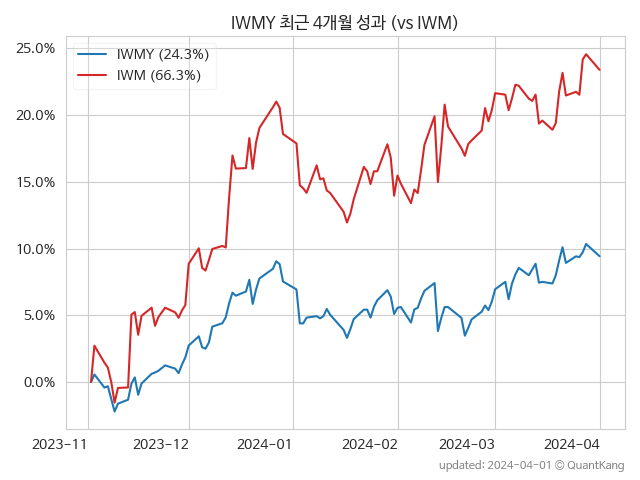 IWMY 최근 4개월 성과 (vs IWM)
IWMY (24.3%)
IWM (66.3%)
25.0%
20.0%
15.0%
10.0%
5.0%
0.0%
2023−11 2023−12 2024−01 2024−02 2024−03 2024−04
updated: 2024-04-01 © QuantKang